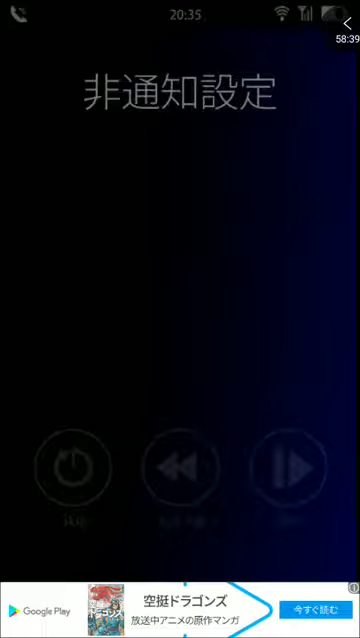 20:35
58:39
非通知設定
Google Play
空挺ドラゴンズ
放送中アニメの原作マンガ
今すぐ読む